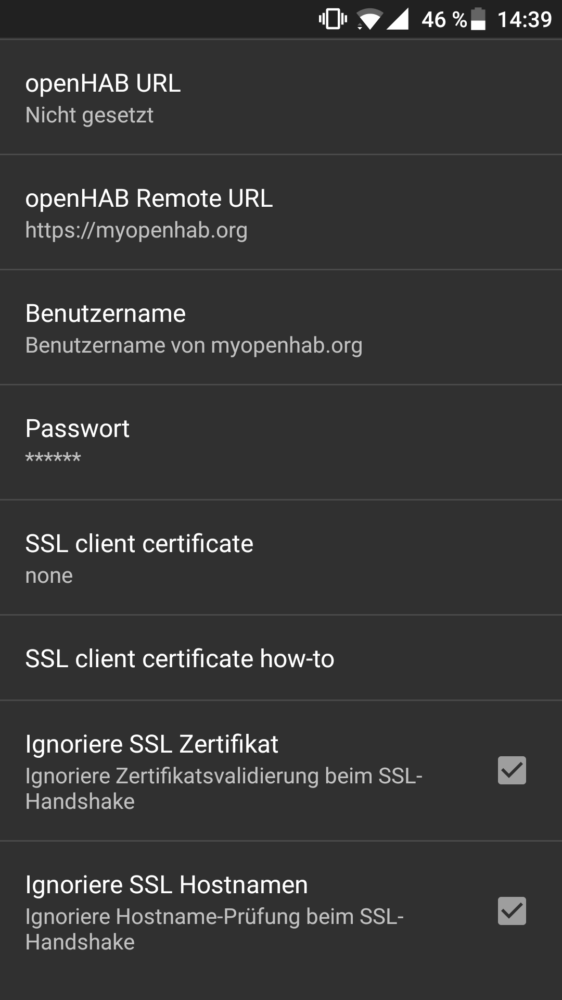 46 % 14:39
openHAB URL
Nicht gesetzt
openHAB Remote URL
https://myopenhab.org
Benutzername
Benutzername von myopenhab.org
Passwort
******
SSL client certificate
none
SSL client certificate how-to
Ignoriere SSL Zertifikat
Ignoriere Zertifikatsvalidierung beim SSL-
Handshake
Ignoriere SSL Hostnamen
Ignoriere Hostname-Prüfung beim SSL-
Handshake